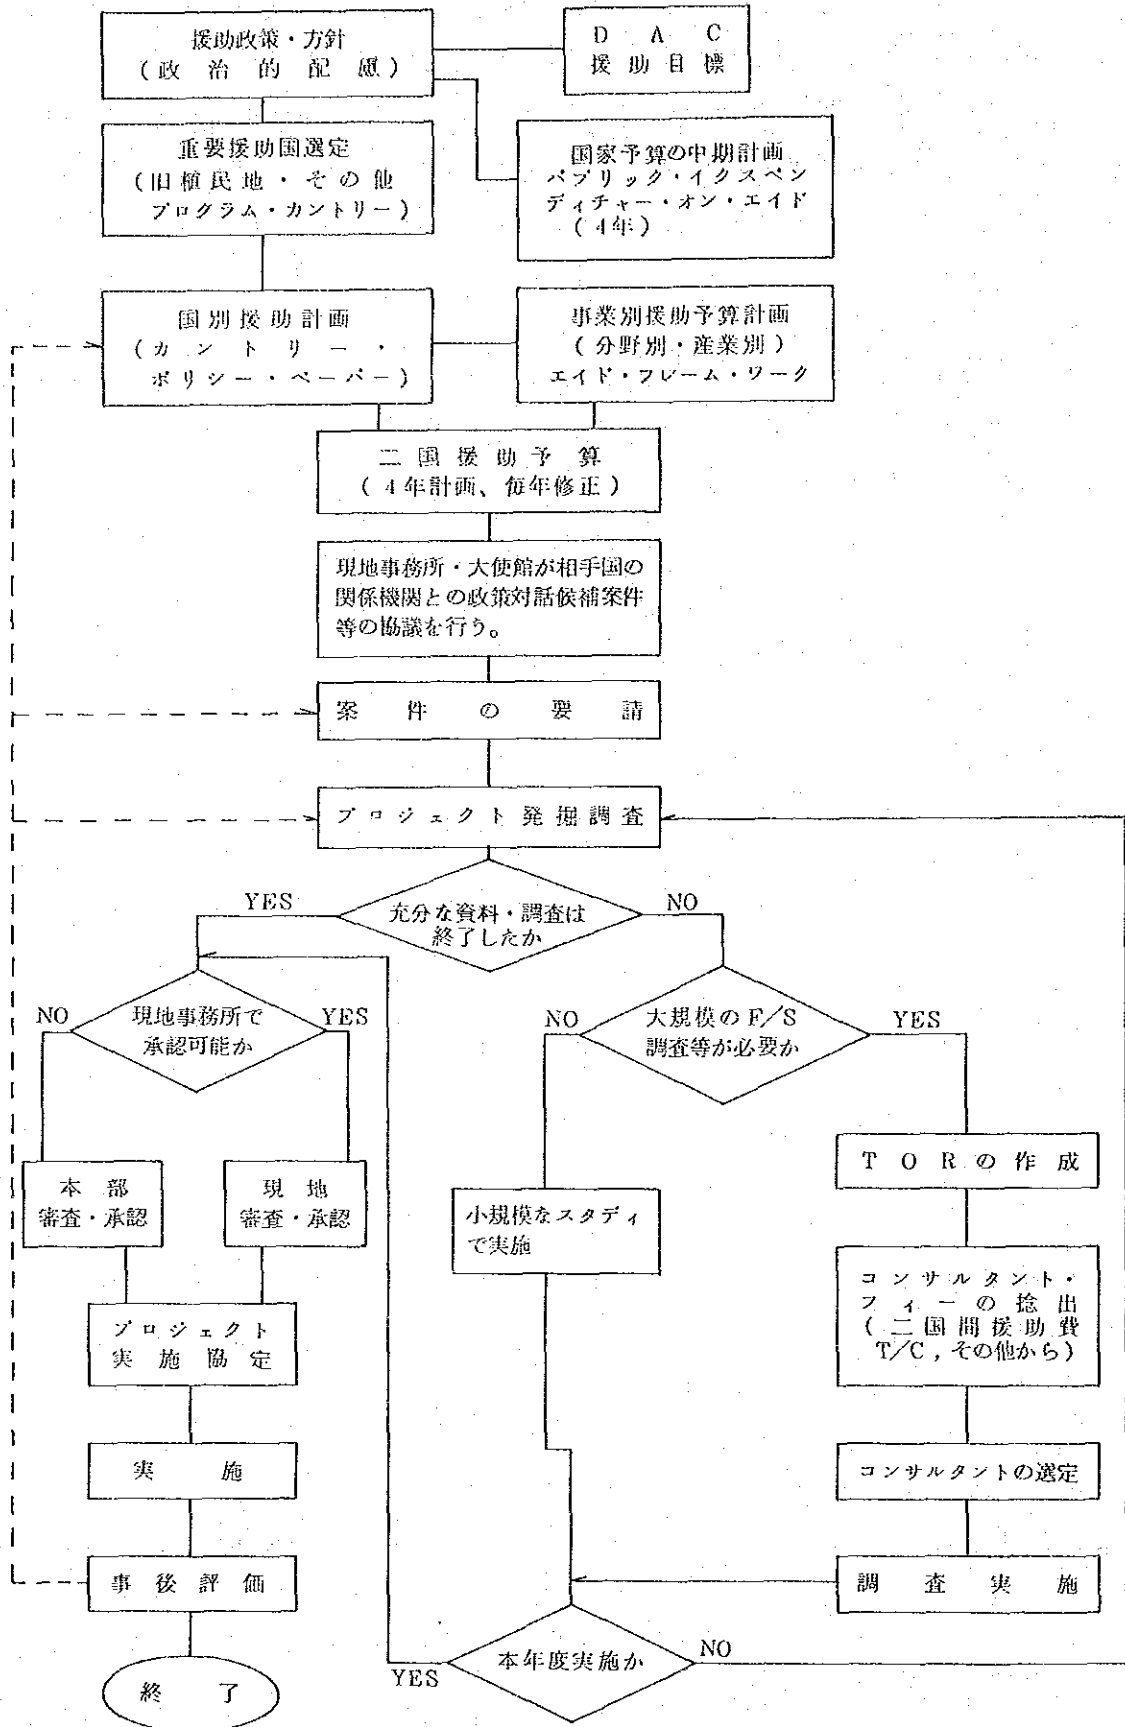 援助政策・方針
(政治的配慮)
DAC
援助目標
重要援助国選定
(旧植民地・その他
プログラム・カントリー)
国家予算の中期計画
パブリック・イクスペン
ディチャー・オン・エイド
(4年)
国別援助計画
(カントリー・
ポリシー・ペーパー)
事業別援助予算計画
(分野別・産業別)
エイド・フレーム・ワーク
二国援助予算
(4年計画、毎年修正)
現地事務所・大使館が相手国の
関係機関との政策対話候補案件
等の協議を行う。
案件の要請
プロジェクト発掘調査
YES
充分な資料・調査は
終了したか
NO
NO
現地事務所で
承認可能か
YES
NO
大規模のF/S
調査等が必要か
YES
本部
審査・承認
現地
審査・承認
小規模なスタディ
で実施
TORの作成
コンサルタント・
フィーの捻出
(二国間援助費
T/C,その他から)
プロジェクト
実施協定
実施
コンサルタントの選定
事後評価
調査実施
終了
YES
本年度実施か
NO